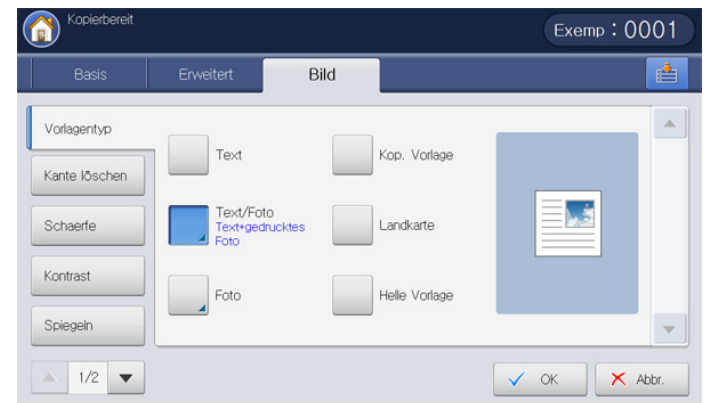 Kopierbereit
Exemp : 0001
Basis
Erweitert
Bild
Vorlagentyp
Kante löschen
Schaerfe
Kontrast
Spiegeln
1/2
Text
Kop. Vorlage
Text/Foto
Text+gedrucktes
Foto
Landkarte
Foto
Helle Vorlage
OK
Abbr.